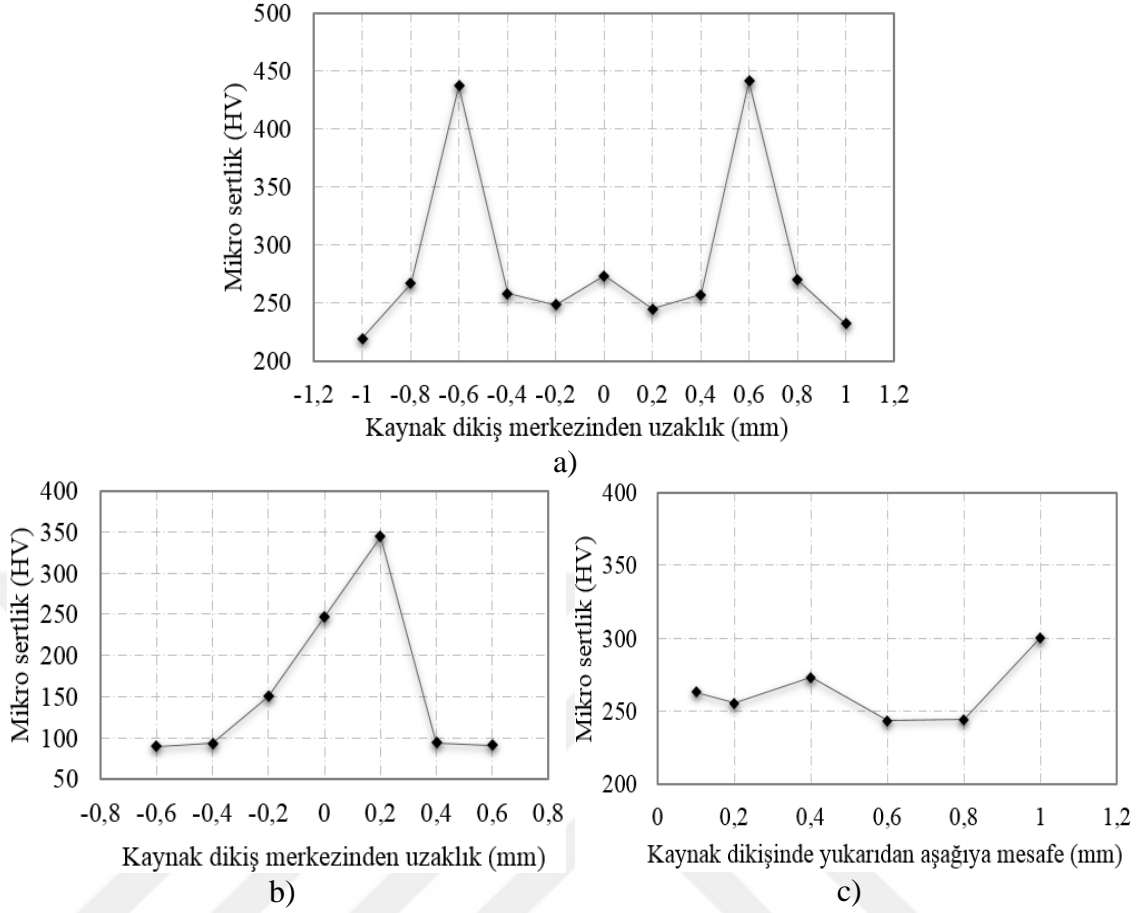 500
450
400
350
300
250
200
Mikro sertlik (HV)
-1,2 -1 -0,8 -0,6 -0,4 -0,2 0 0,2 0,4 0,6 0,8 1 1,2
Kaynak dikiş merkezinden uzaklık (mm)
a)
400
350
300
250
200
150
100
50
Mikro sertlik (HV)
-0,8 -0,6 -0,4 -0,2 0 0,2 0,4 0,6 0,8
Kaynak dikiş merkezinden uzaklık (mm)
b)
400
350
300
250
200
Mikro sertlik (HV)
0 0,2 0,4 0,6 0,8 1 1,2
Kaynak dikişinde yukarıdan aşağıya mesafe (mm)
c)